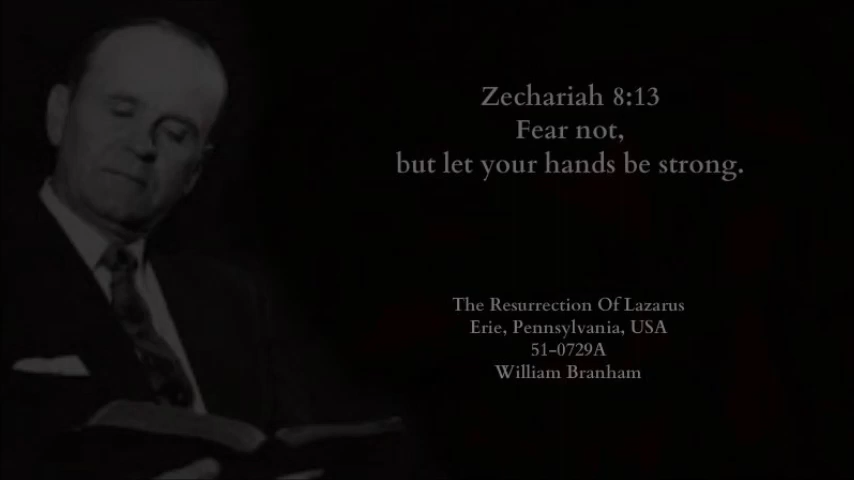 Zechariah 8:13
Fear not,
but let your hands be strong.
The Resurrection Of Lazarus
Erie, Pennsylvania, USA
51-0729A
William Branham